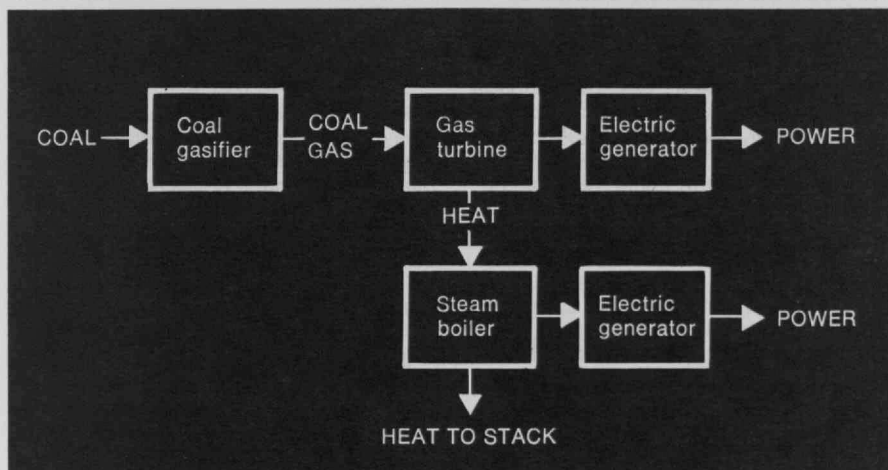 COAL
Coal
gasifier
COAL
GAS
Gas
turbine
Electric
generator
POWER
HEAT
Steam
boiler
Electric
generator
POWER
HEAT TO STACK